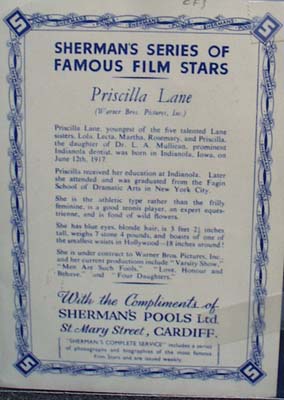 SHERMAN'S SERIES OF
FAMOUS FILM STARS
Priscilla Lane
(Warner Bros. Pictures, Inc.)
Priscilla Lane, youngest of the five talented Lane
sisters, Lola, Leota, Martha, Rosemary, and Priscilla,
the daughter of Dr. L. A. Mullican, prominent
Indianola dentist, was born in Indianola, Iowa, on
June 12th, 1917.
Priscilla received her education at Indianola. Later
she attended and was graduated from the Fagin
School of Dramatic Arts in New York City.
She is the athletic type rather than the frilly
feminine, is a good tennis player, an expert eques-
trienne, and is fond of wild flowers.
She has blue eyes, blonde hair, is 5 feet 2½ inches
tall, weighs 7 stone 4 pounds, and boasts of one of
the smallest waists in Hollywood—18 inches around!
She is under contract to Warner Bros. Pictures, Inc.
and her current productions include "Varsity Show,"
"Men Are Such Fools," "Love, Honour and
Behave," and "Four Daughters."
With the Compliments of
SHERMAN'S POOLS Ltd.
St. Mary Street, CARDIFF.
"SHERMAN'S COMPLETE SERVICE" includes a series
of photographs and biographies of the most famous
Film Stars and are issued weekly.